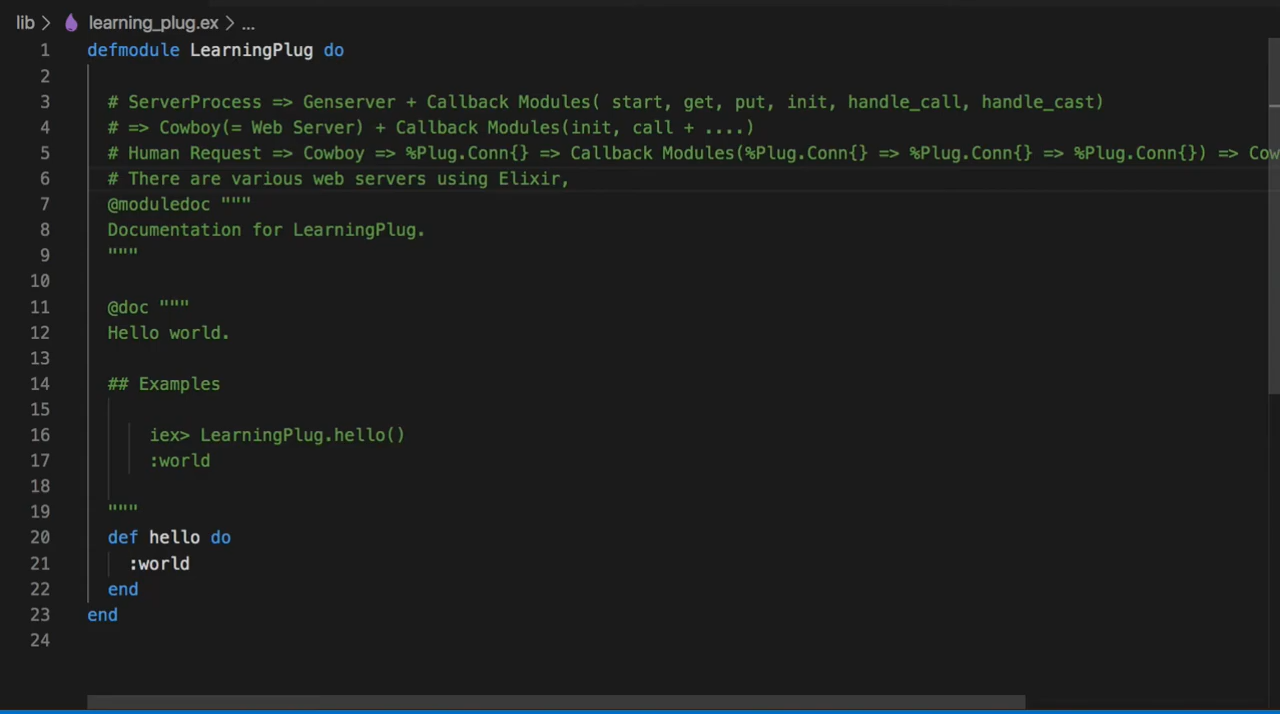 lib > learning_plug.ex > ...
1 defmodule LearningPlug do
2
3 # ServerProcess => Genserver + Callback Modules( start, get, put, init, handle_call, handle_cast)
4 # => Cowboy(= Web Server) + Callback Modules(init, call + ....)
5 # Human Request => Cowboy => %Plug.Conn{} => Callback Modules(%Plug.Conn{} => %Plug.Conn{} => %Plug.Conn{}) => Cow
6 # There are various web servers using Elixir,
7 @moduledoc """
8 Documentation for LearningPlug.
9 """
10
11 @doc """
12 Hello world.
13
14 ## Examples
15
16 iex> LearningPlug.hello()
17 :world
18
19 """
20 def hello do
21 :world
22 end
23 end
24